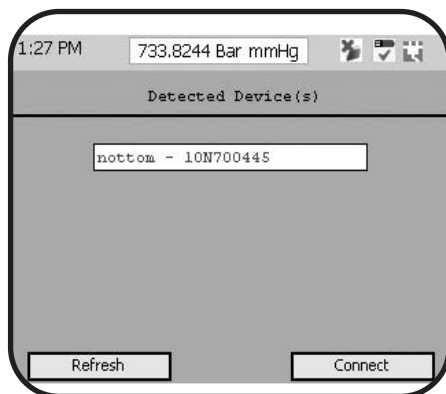 1:27 PM 733.8244 Bar mmHg
Detected Device(s)
nottom - 10N700445
Refresh Connect